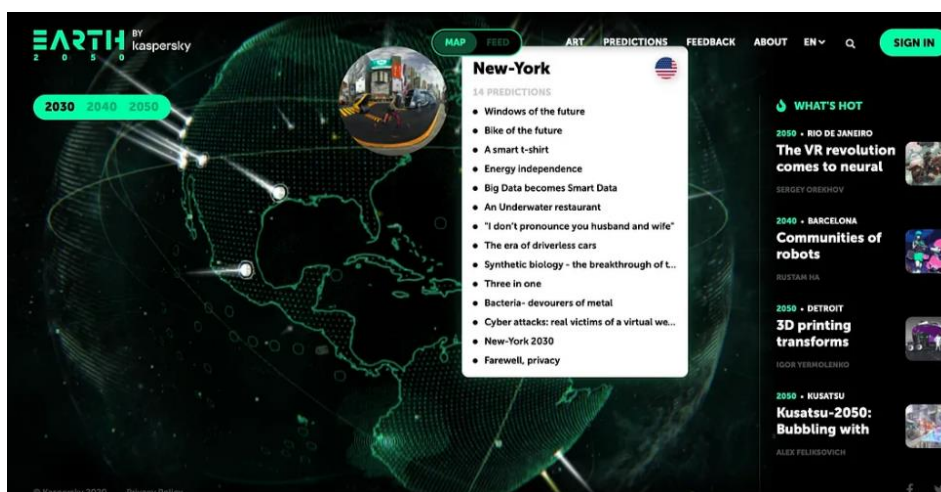 EARTH BY kaspersky
2 0 5 0
MAP FEED
ART PREDICTIONS FEEDBACK ABOUT EN
SIGN IN
2030 2040 2050
New-York
14 PREDICTIONS
• Windows of the future
• Bike of the future
• A smart t-shirt
• Energy independence
• Big Data becomes Smart Data
• An Underwater restaurant
• "I don't pronounce you husband and wife"
• The era of driverless cars
• Synthetic biology - the breakthrough of t...
• Three in one
• Bacteria- devourers of metal
• Cyber attacks: real victims of a virtual we...
• New-York 2030
• Farewell, privacy
WHAT'S HOT
2050 • RIO DE JANEIRO
The VR revolution
comes to neural
SERGEY OREKHOV
2040 • BARCELONA
Communities of
robots
RUSTAM HA
2050 • DETROIT
3D printing
transforms
IGOR YERMOLENKO
2050 • KUSATSU
Kusatsu-2050:
Bubbling with
ALEX FELIKSOVICH
© Kaspersky 2020 Privacy Policy